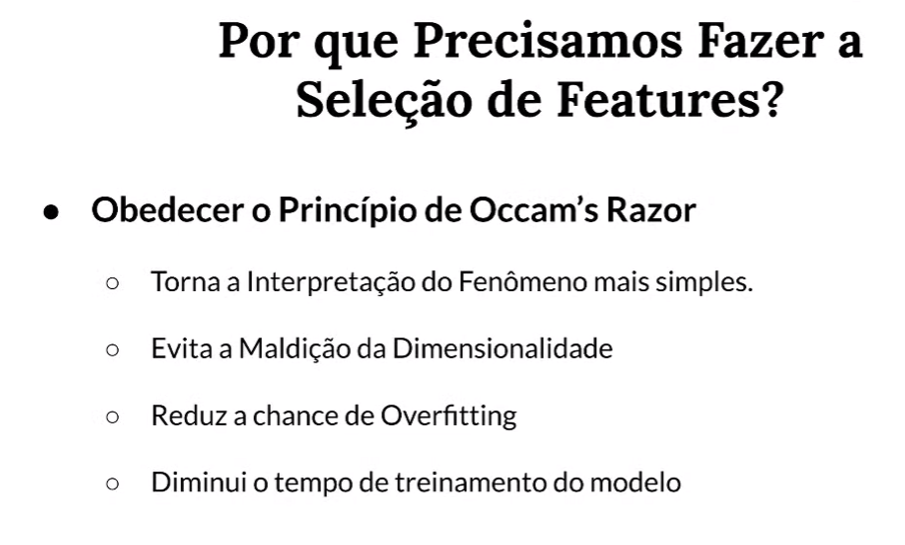 Por que Precisamos Fazer a
Seleção de Features?
● Obedecer o Princípio de Occam’s Razor
○ Torna a Interpretação do Fenômeno mais simples.
○ Evita a Maldição da Dimensionalidade
○ Reduz a chance de Overfitting
○ Diminui o tempo de treinamento do modelo